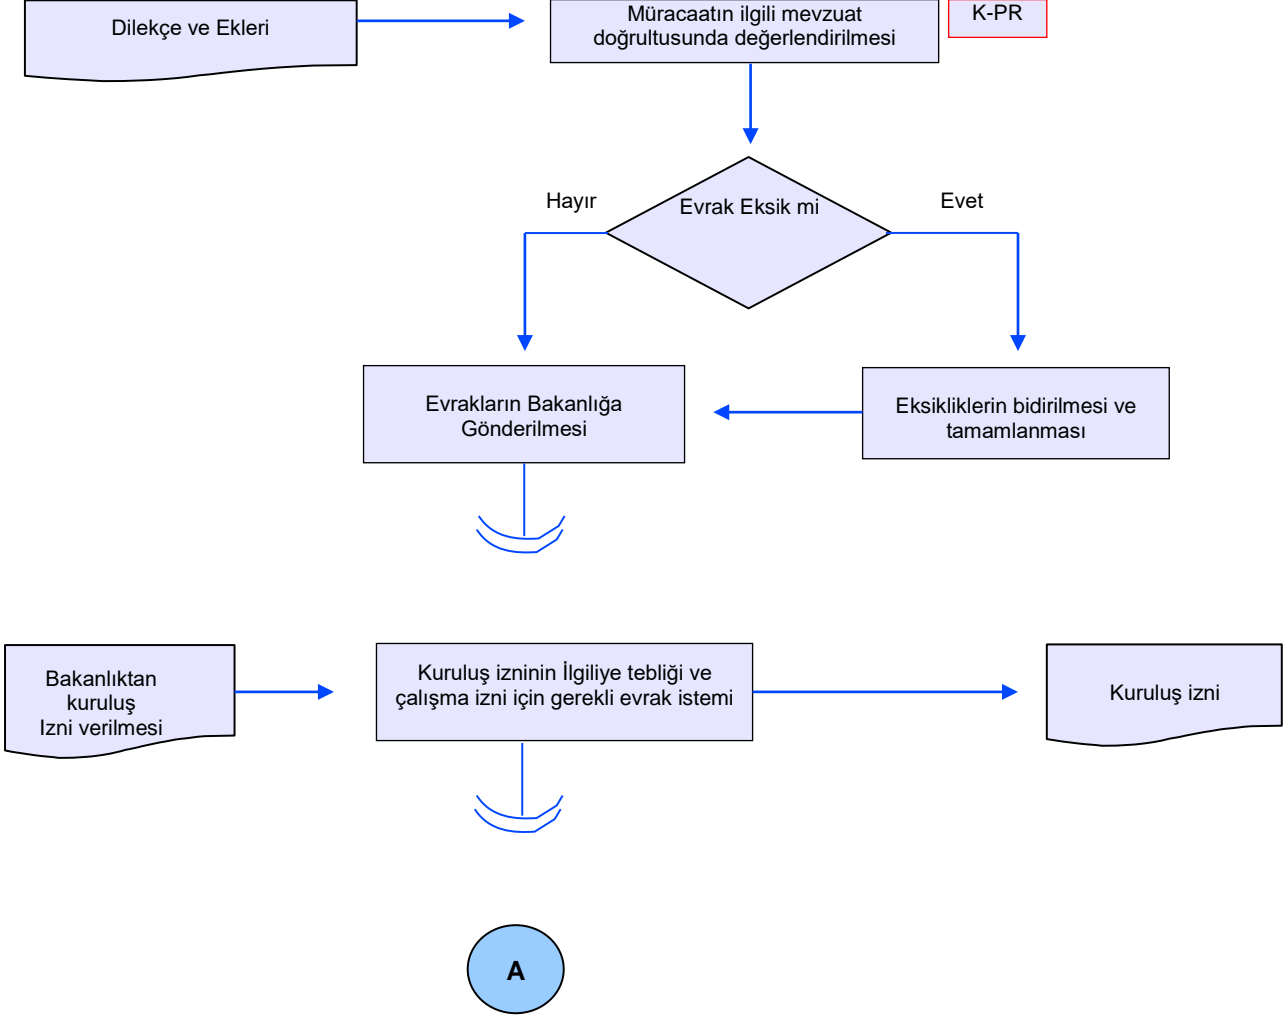 Dilekçe ve Ekleri
Müracaatın ilgili mevzuat
doğrultusunda değerlendirilmesi
K-PR
Hayır
Evrak Eksik mi
Evet
Evrakların Bakanlığa
Gönderilmesi
Eksikliklerin bidirilmesi ve
tamamlanması
Bakanlıktan
kuruluş
Izni verilmesi
Kuruluş izninin İlgiliye tebliği ve
çalışma izni için gerekli evrak istemi
Kuruluş izni
A